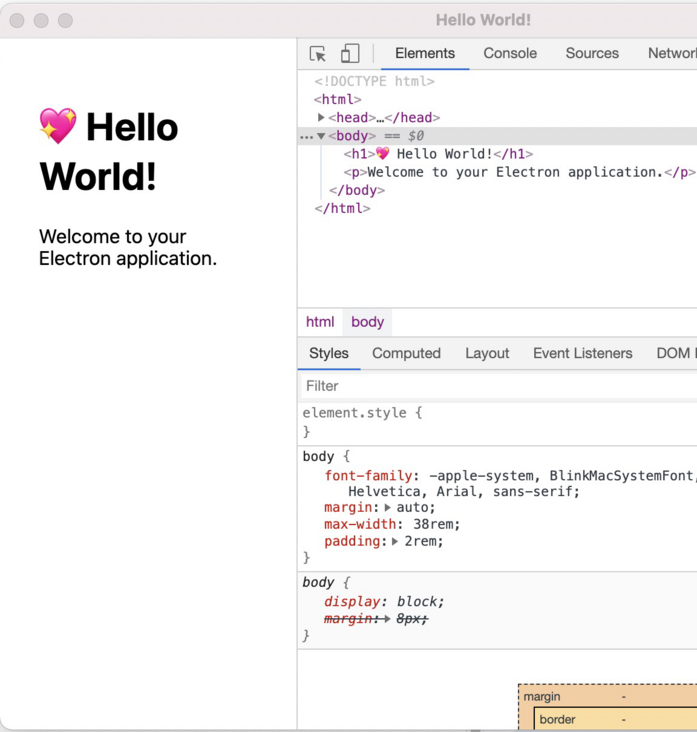 Hello World!
💖 Hello
World!
Welcome to your
Electron application.
Elements Console Sources
<!DOCTYPE html>
<html>
▶<head>…</head>
…▼<body> == $0
<h1>💖 Hello World!</h1>
<p>Welcome to your Electron application.</p>
</body>
</html>
html body
Styles Computed Layout Event Listeners DOM
Filter
element.style {
}
body {
font-family: -apple-system, BlinkMacSystemFont,
Helvetica, Arial, sans-serif;
margin:▶ auto;
max-width: 38rem;
padding:▶ 2rem;
}
body {
display: block;
margin:▶ 8px;
}
margin -
border -